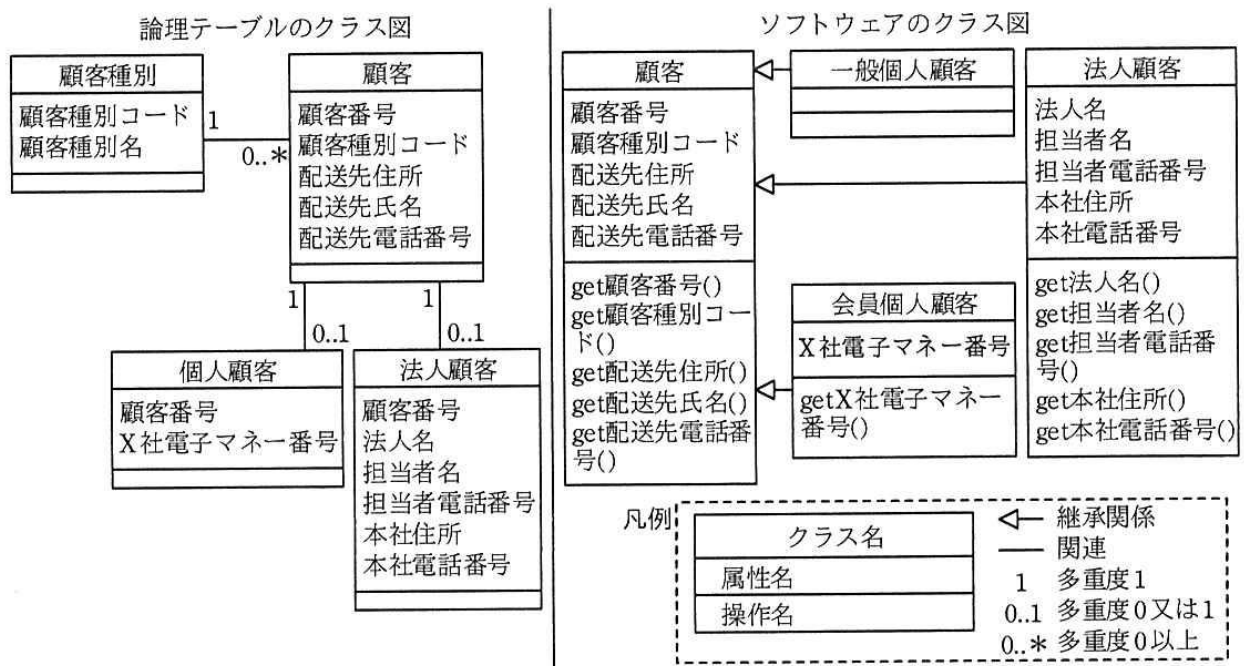 論理テーブルのクラス図
顧客種別
顧客種別コード
顧客種別名
1
0..*
顧客
顧客番号
顧客種別コード
配送先住所
配送先氏名
配送先電話番号
1
0..1
1
0..1
個人顧客
顧客番号
X社電子マネー番号
法人顧客
顧客番号
法人名
担当者名
担当者電話番号
本社住所
本社電話番号
ソフトウェアのクラス図
顧客
顧客番号
顧客種別コード
配送先住所
配送先氏名
配送先電話番号
get顧客番号()
get顧客種別コー
ド()
get配送先住所()
get配送先氏名()
get配送先電話番
号()
一般個人顧客
会員個人顧客
X社電子マネー番号
getX社電子マネー
番号()
法人顧客
法人名
担当者名
担当者電話番号
本社住所
本社電話番号
get法人名()
get担当者名()
get担当者電話番
号()
get本社住所()
get本社電話番号()
凡例
クラス名
属性名
操作名
継承関係
関連
1 多重度1
0..1 多重度0又は1
0..* 多重度0以上